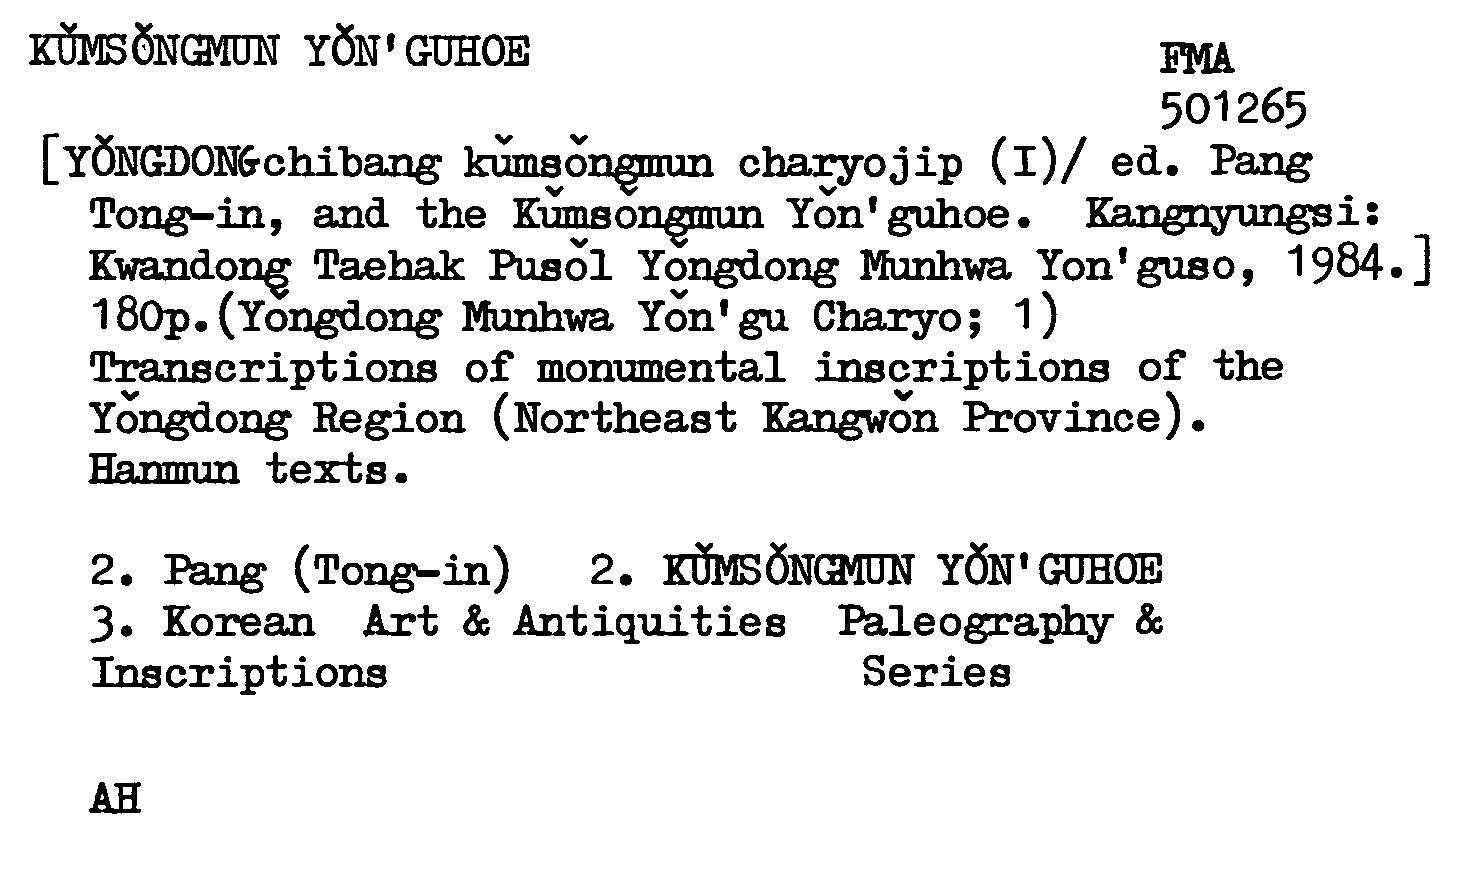 KŬMSŎNGMUN YŎN'GUHOE
FMA
501265
[YŎNGDONGchibang kŭmsŏngmun charyojip (I)/ ed. Pang
Tong-in, and the Kŭmsŏngmun Yŏn'guhoe.  Kangnyungsi:
Kwandong Taehak Pusŏl Yŏngdong Munhwa Yon'guso, 1984.]
180p.(Yŏngdong Munhwa Yŏn'gu Charyo; 1)
Transcriptions of monumental inscriptions of the
Yŏngdong Region (Northeast Kangwŏn Province).
Hanmun texts.
2. Pang (Tong-in)   2. KŬMSŎNGMUN YŎN'GUHOE
3. Korean  Art & Antiquities  Paleography &
Inscriptions                    Series
AH